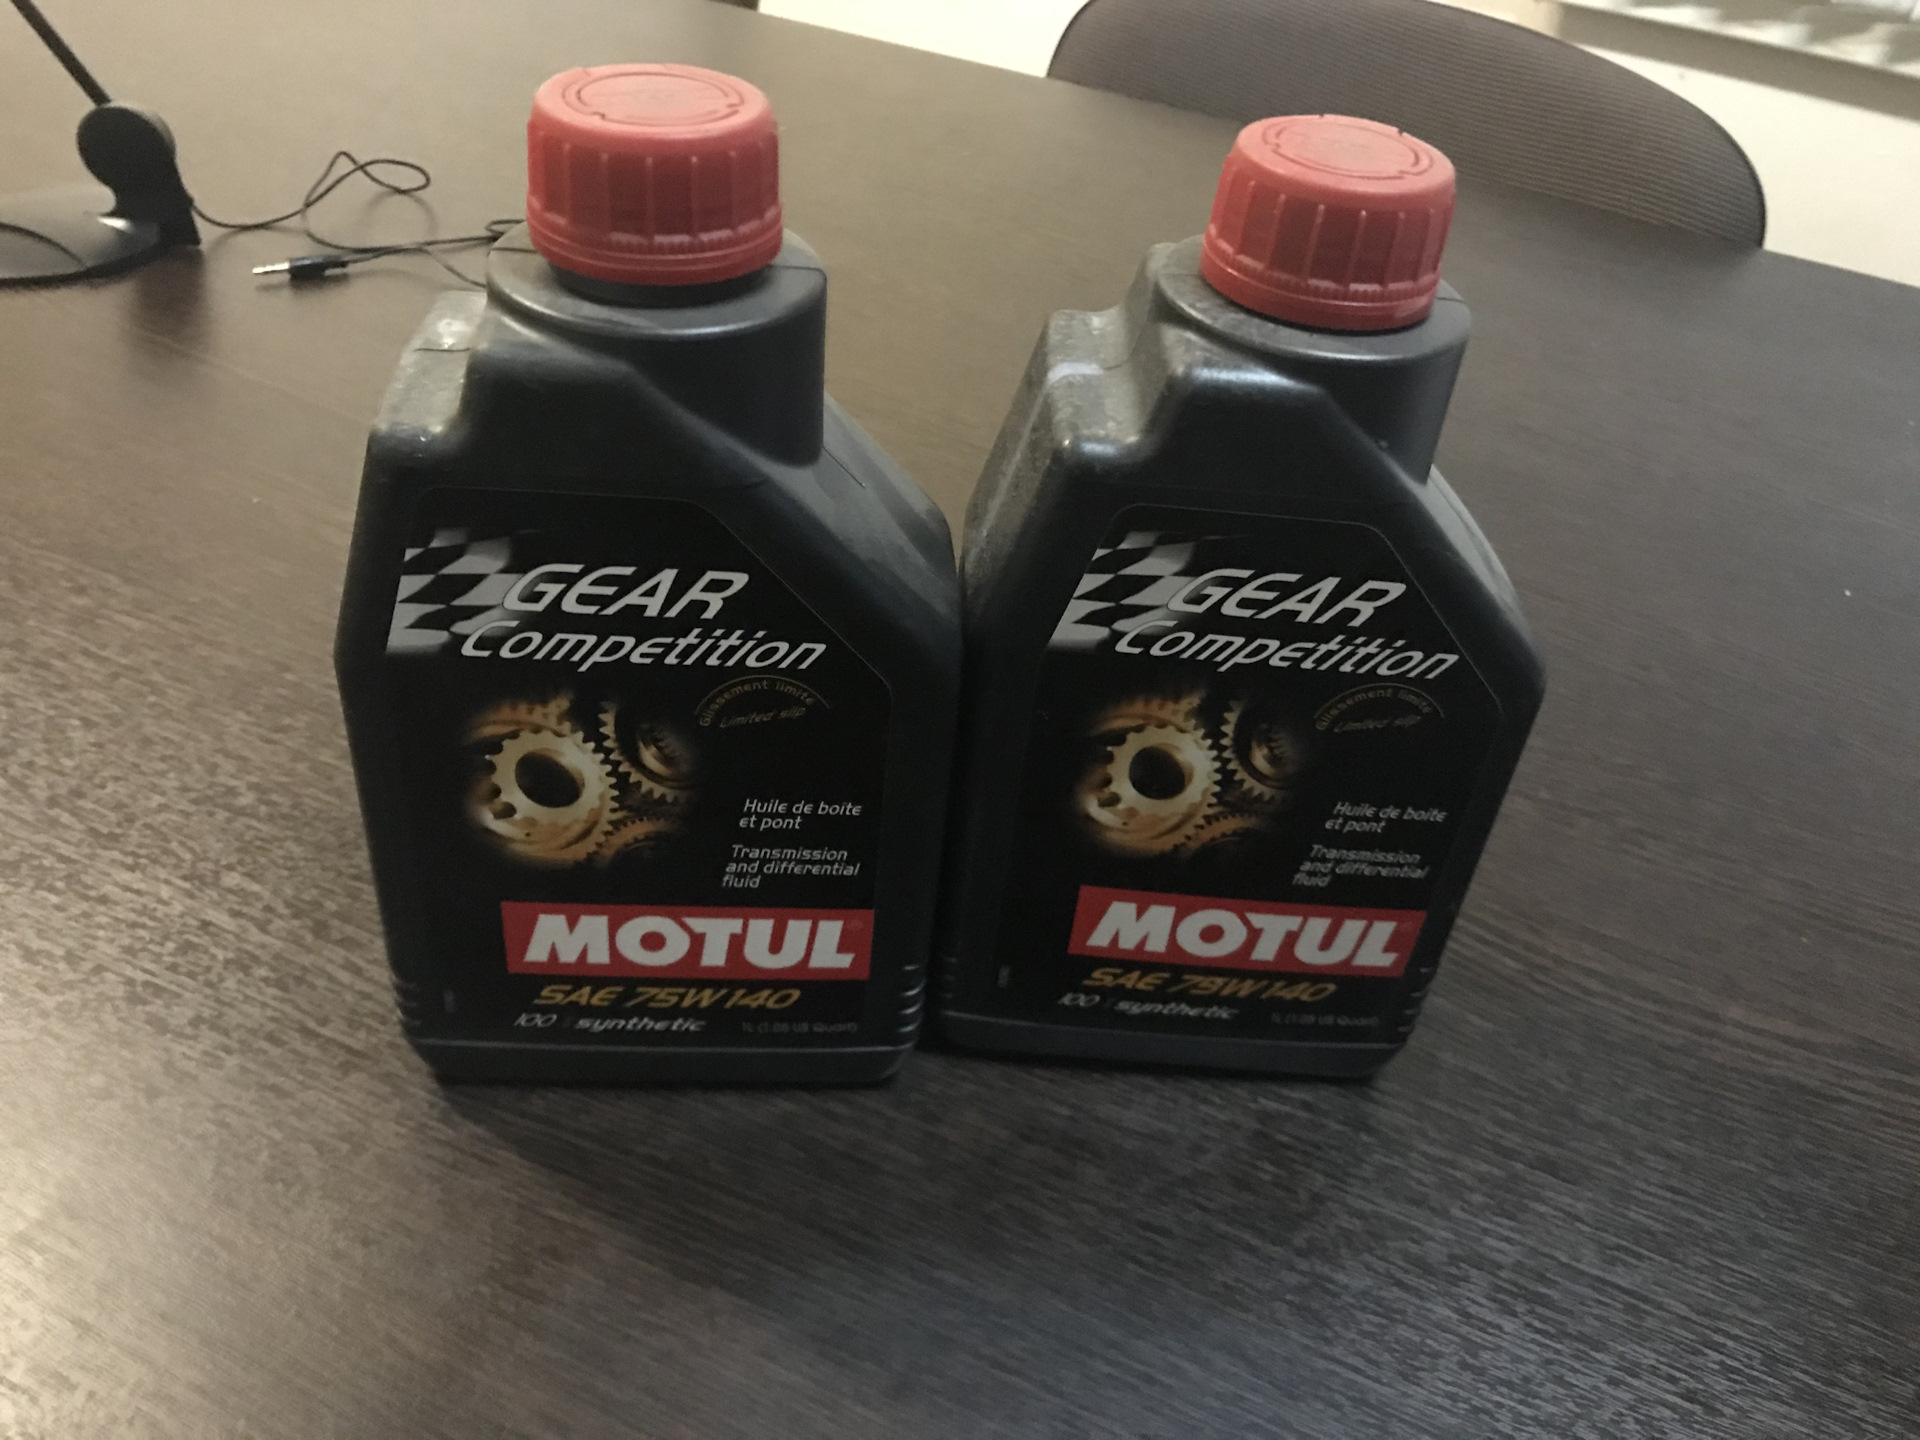 GEAR
Competition
Glissement limité
Limited slip
Huile de boîte
et pont
Transmission
and differential
fluid
MOTUL
SAE 75W140
100% synthetic 1L (1.05 US Quart)
GEAR
Competition
Glissement limité
Limited slip
Huile de boîte
et pont
Transmission
and differential
fluid
MOTUL
SAE 75W140
100% synthetic 1L (1.05 US Quart)